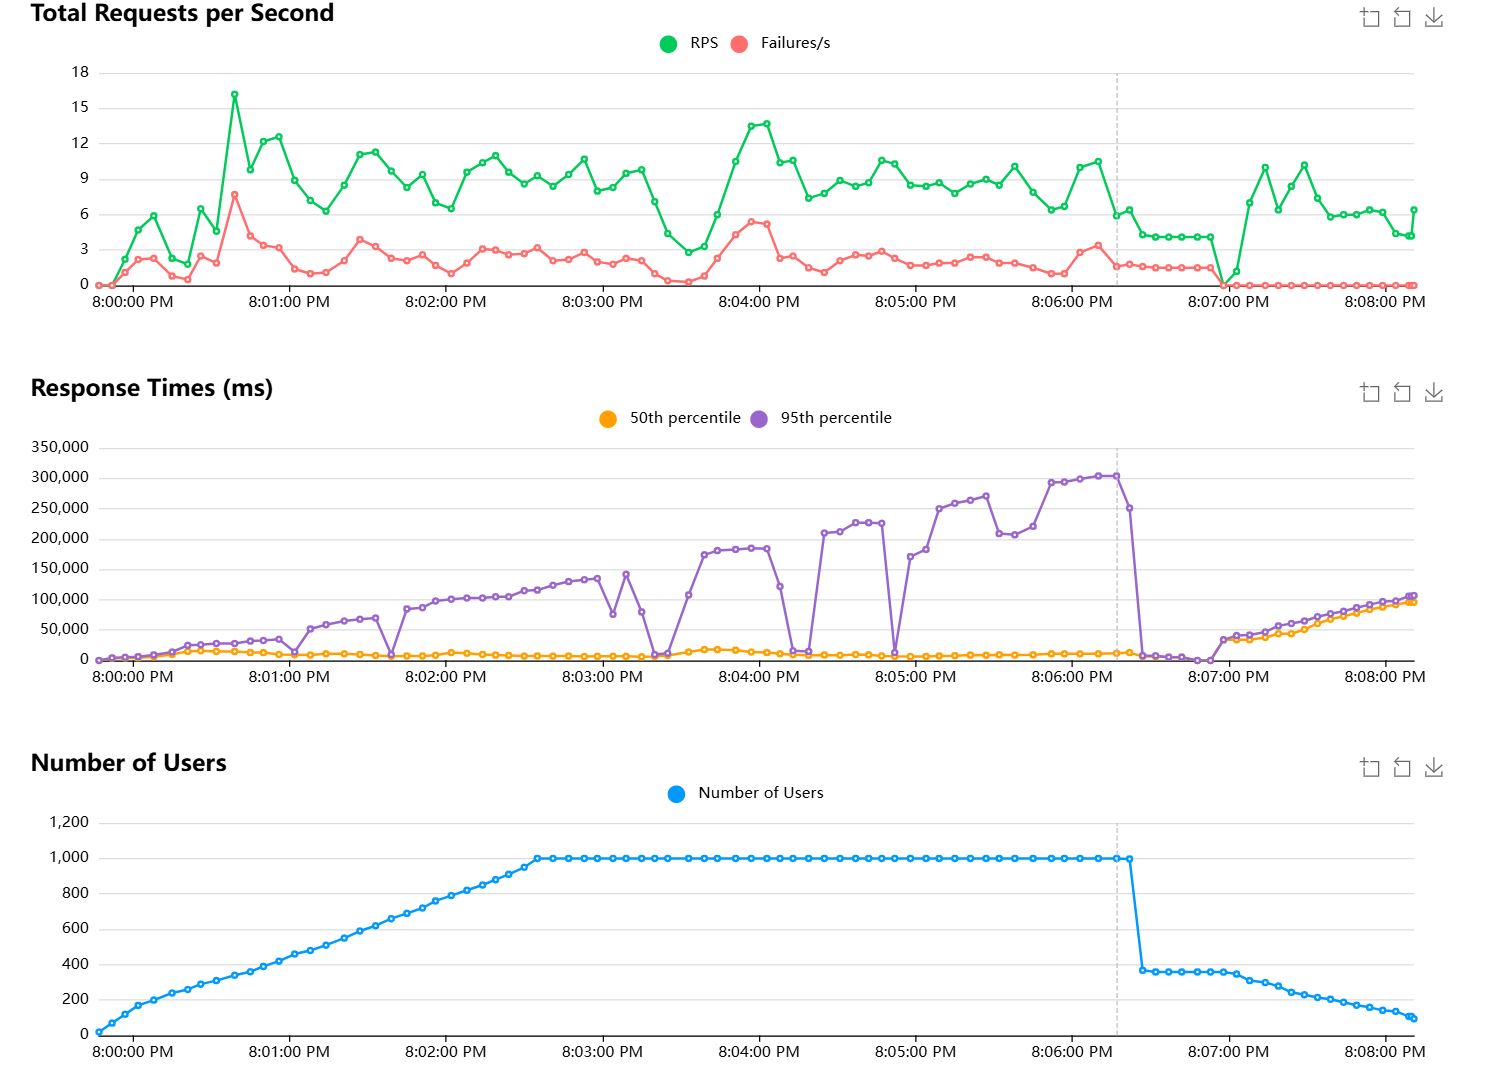 Total Requests per Second
RPS Failures/s
18
15
12
9
6
3
0
8:00:00 PM 8:01:00 PM 8:02:00 PM 8:03:00 PM 8:04:00 PM 8:05:00 PM 8:06:00 PM 8:07:00 PM 8:08:00 PM
Response Times (ms)
50th percentile 95th percentile
350,000
300,000
250,000
200,000
150,000
100,000
50,000
0
8:00:00 PM 8:01:00 PM 8:02:00 PM 8:03:00 PM 8:04:00 PM 8:05:00 PM 8:06:00 PM 8:07:00 PM 8:08:00 PM
Number of Users
Number of Users
1,200
1,000
800
600
400
200
0
8:00:00 PM 8:01:00 PM 8:02:00 PM 8:03:00 PM 8:04:00 PM 8:05:00 PM 8:06:00 PM 8:07:00 PM 8:08:00 PM